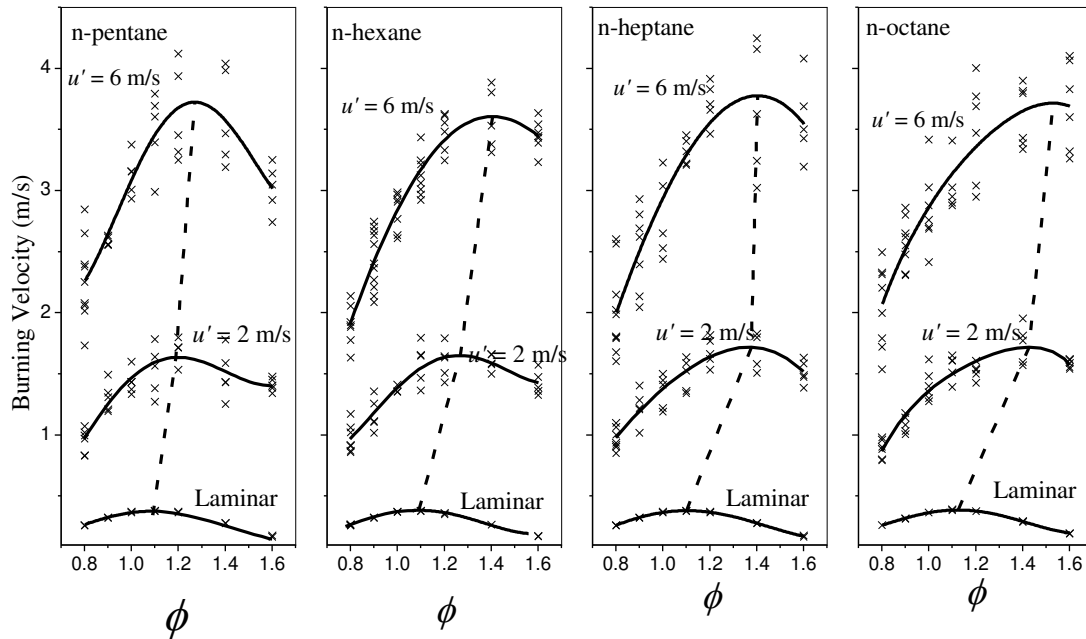 n-pentane
n-hexane
n-heptane
n-octane
4
3
2
1
Burning Velocity (m/s)
u' = 6 m/s
u' = 6 m/s
u' = 6 m/s
u' = 6 m/s
u' = 2 m/s
u' = 2 m/s
u' = 2 m/s
u' = 2 m/s
Laminar
Laminar
Laminar
Laminar
0.8 1.0 1.2 1.4 1.6
0.8 1.0 1.2 1.4 1.6
0.8 1.0 1.2 1.4 1.6
0.8 1.0 1.2 1.4 1.6
ϕ
ϕ
ϕ
ϕ